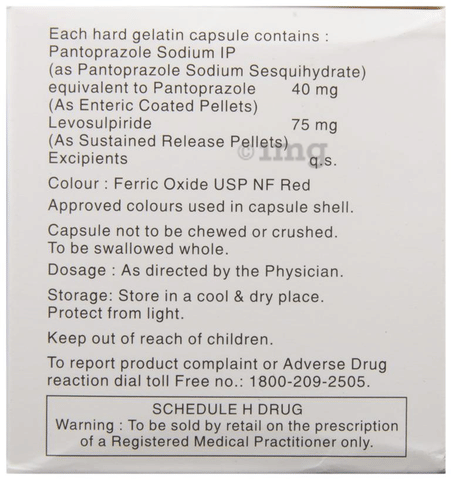 Each hard gelatin capsule contains :
Pantoprazole Sodium IP
(as Pantoprazole Sodium Sesquihydrate)
equivalent to Pantoprazole 40 mg
(As Enteric Coated Pellets)
Levosulpiride 75 mg
(As Sustained Release Pellets)
Excipients q.s.
Colour : Ferric Oxide USP NF Red
Approved colours used in capsule shell.
Capsule not to be chewed or crushed.
To be swallowed whole.
Dosage : As directed by the Physician.
Storage: Store in a cool & dry place.
Protect from light.
Keep out of reach of children.
To report product complaint or Adverse Drug
reaction dial toll Free no.: 1800-209-2505.
SCHEDULE H DRUG
Warning : To be sold by retail on the prescription
of a Registered Medical Practitioner only.